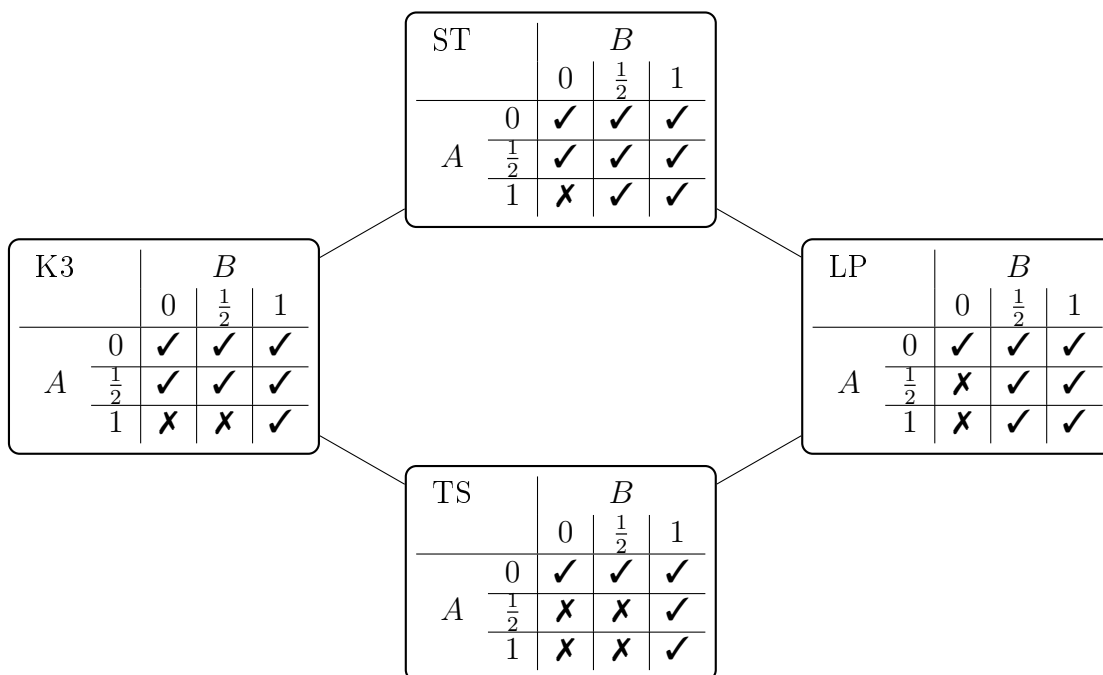 ST B
0 ½ 1
0 ✓ ✓ ✓
A ½ ✓ ✓ ✓
1 ✗ ✓ ✓
K3 B
0 ½ 1
0 ✓ ✓ ✓
A ½ ✓ ✓ ✓
1 ✗ ✗ ✓
LP B
0 ½ 1
0 ✓ ✓ ✓
A ½ ✗ ✓ ✓
1 ✗ ✓ ✓
TS B
0 ½ 1
0 ✓ ✓ ✓
A ½ ✗ ✗ ✓
1 ✗ ✗ ✓